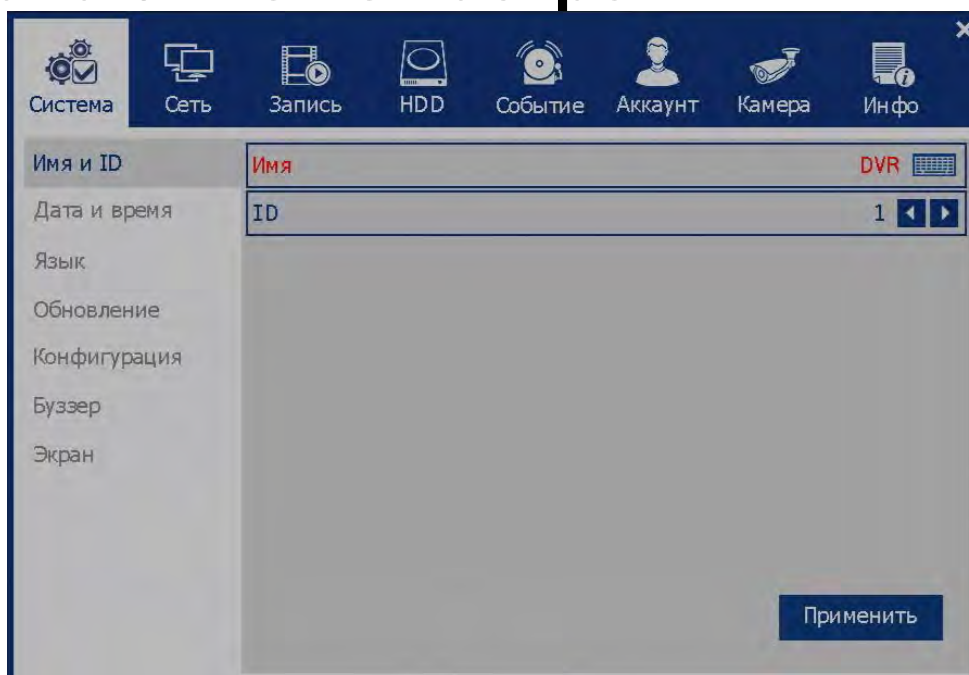 Система Сеть Запись HDD Событие Аккаунт Камера Инфо
Имя и ID
Имя DVR
Дата и время
ID 1
Язык
Обновление
Конфигурация
Буззер
Экран
Применить